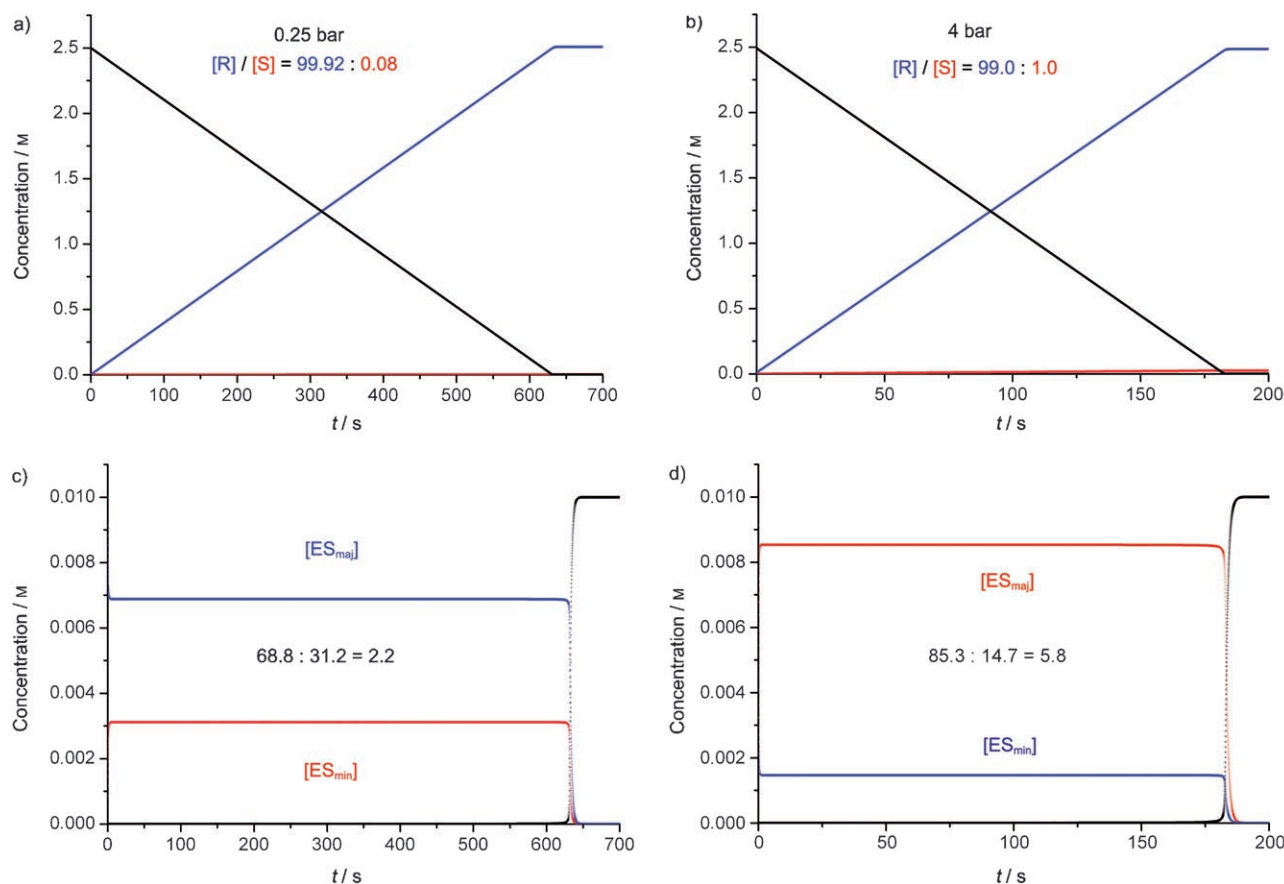 a)
0.25 bar
[R] / [S] = 99.92 : 0.08
Concentration / M
2.5
2.0
1.5
1.0
0.5
0.0
0 100 200 300 400 500 600 700
t / s
b)
4 bar
[R] / [S] = 99.0 : 1.0
Concentration / M
2.5
2.0
1.5
1.0
0.5
0.0
0 50 100 150 200
t / s
c)
Concentration / M
0.010
0.008
0.006
0.004
0.002
0.000
[ESmaj]
68.8 : 31.2 = 2.2
[ESmin]
0 100 200 300 400 500 600 700
t / s
d)
Concentration / M
0.010
0.008
0.006
0.004
0.002
0.000
[ESmaj]
85.3 : 14.7 = 5.8
[ESmin]
0 50 100 150 200
t / s